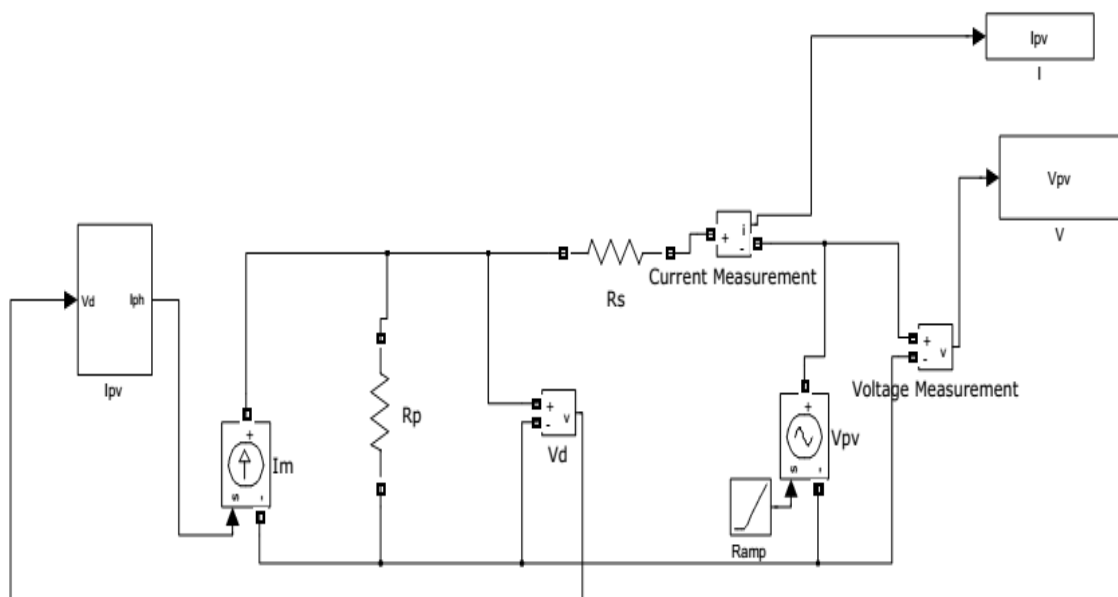 Ipv
I
Vpv
V
Vd
Iph
Ipv
+
i
-
Current Measurement
Rs
+
-
v
Voltage Measurement
Rp
+
-
v
Vd
+
s
-
Im
+
s
-
Vpv
Ramp